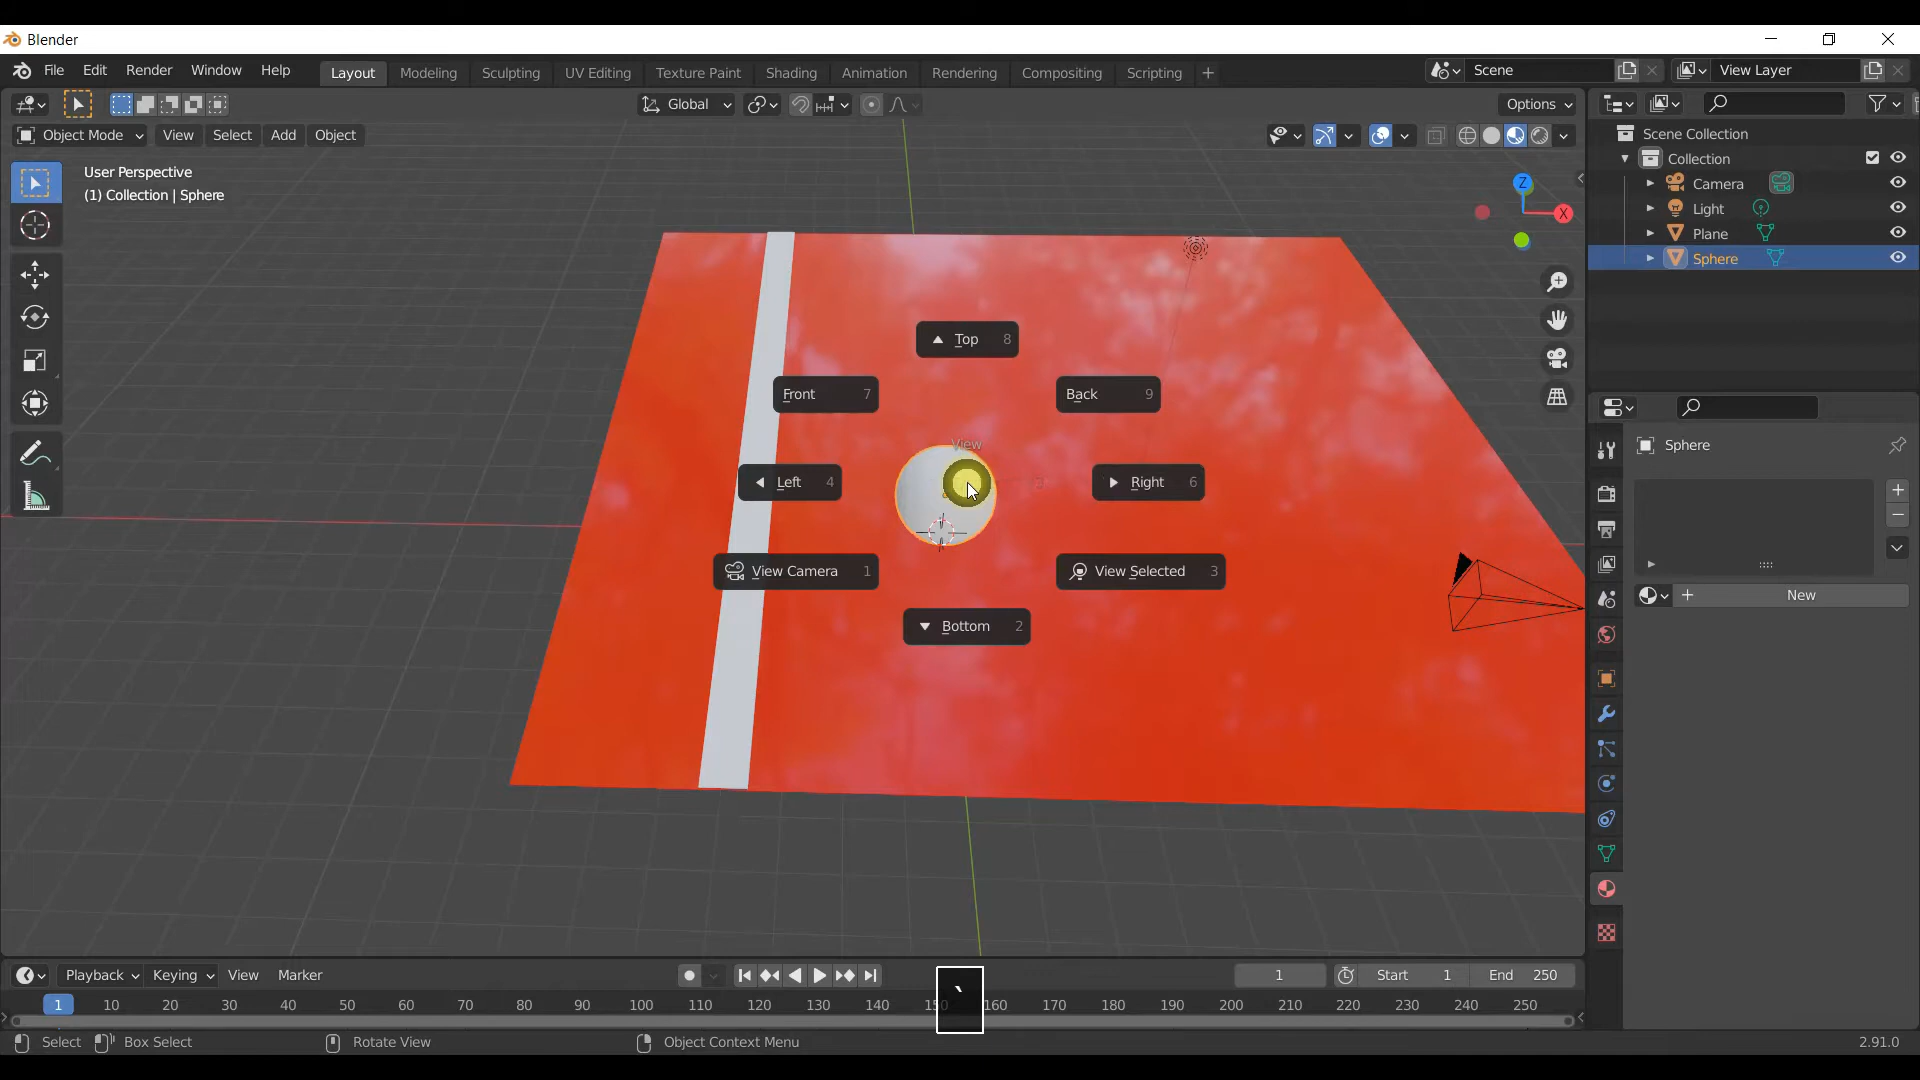 Blender
File Edit Render Window Help Layout Modeling Sculpting UV Editing Texture Paint Shading Animation Rendering Compositing Scripting + Scene View Layer
Global Options
Object Mode View Select Add Object
User Perspective
(1) Collection | Sphere
Z
X
Scene Collection
Collection
Camera
Light
Plane
Sphere
Top 8
Front 7
Back 9
View
Left 4
Right 6
View Camera 1
View Selected 3
Bottom 2
Sphere
New
Playback Keying View Marker 1 Start 1 End 250
1 10 20 30 40 50 60 70 80 90 100 110 120 130 140 150 160 170 180 190 200 210 220 230 240 250
`
Select Box Select Rotate View Object Context Menu 2.91.0